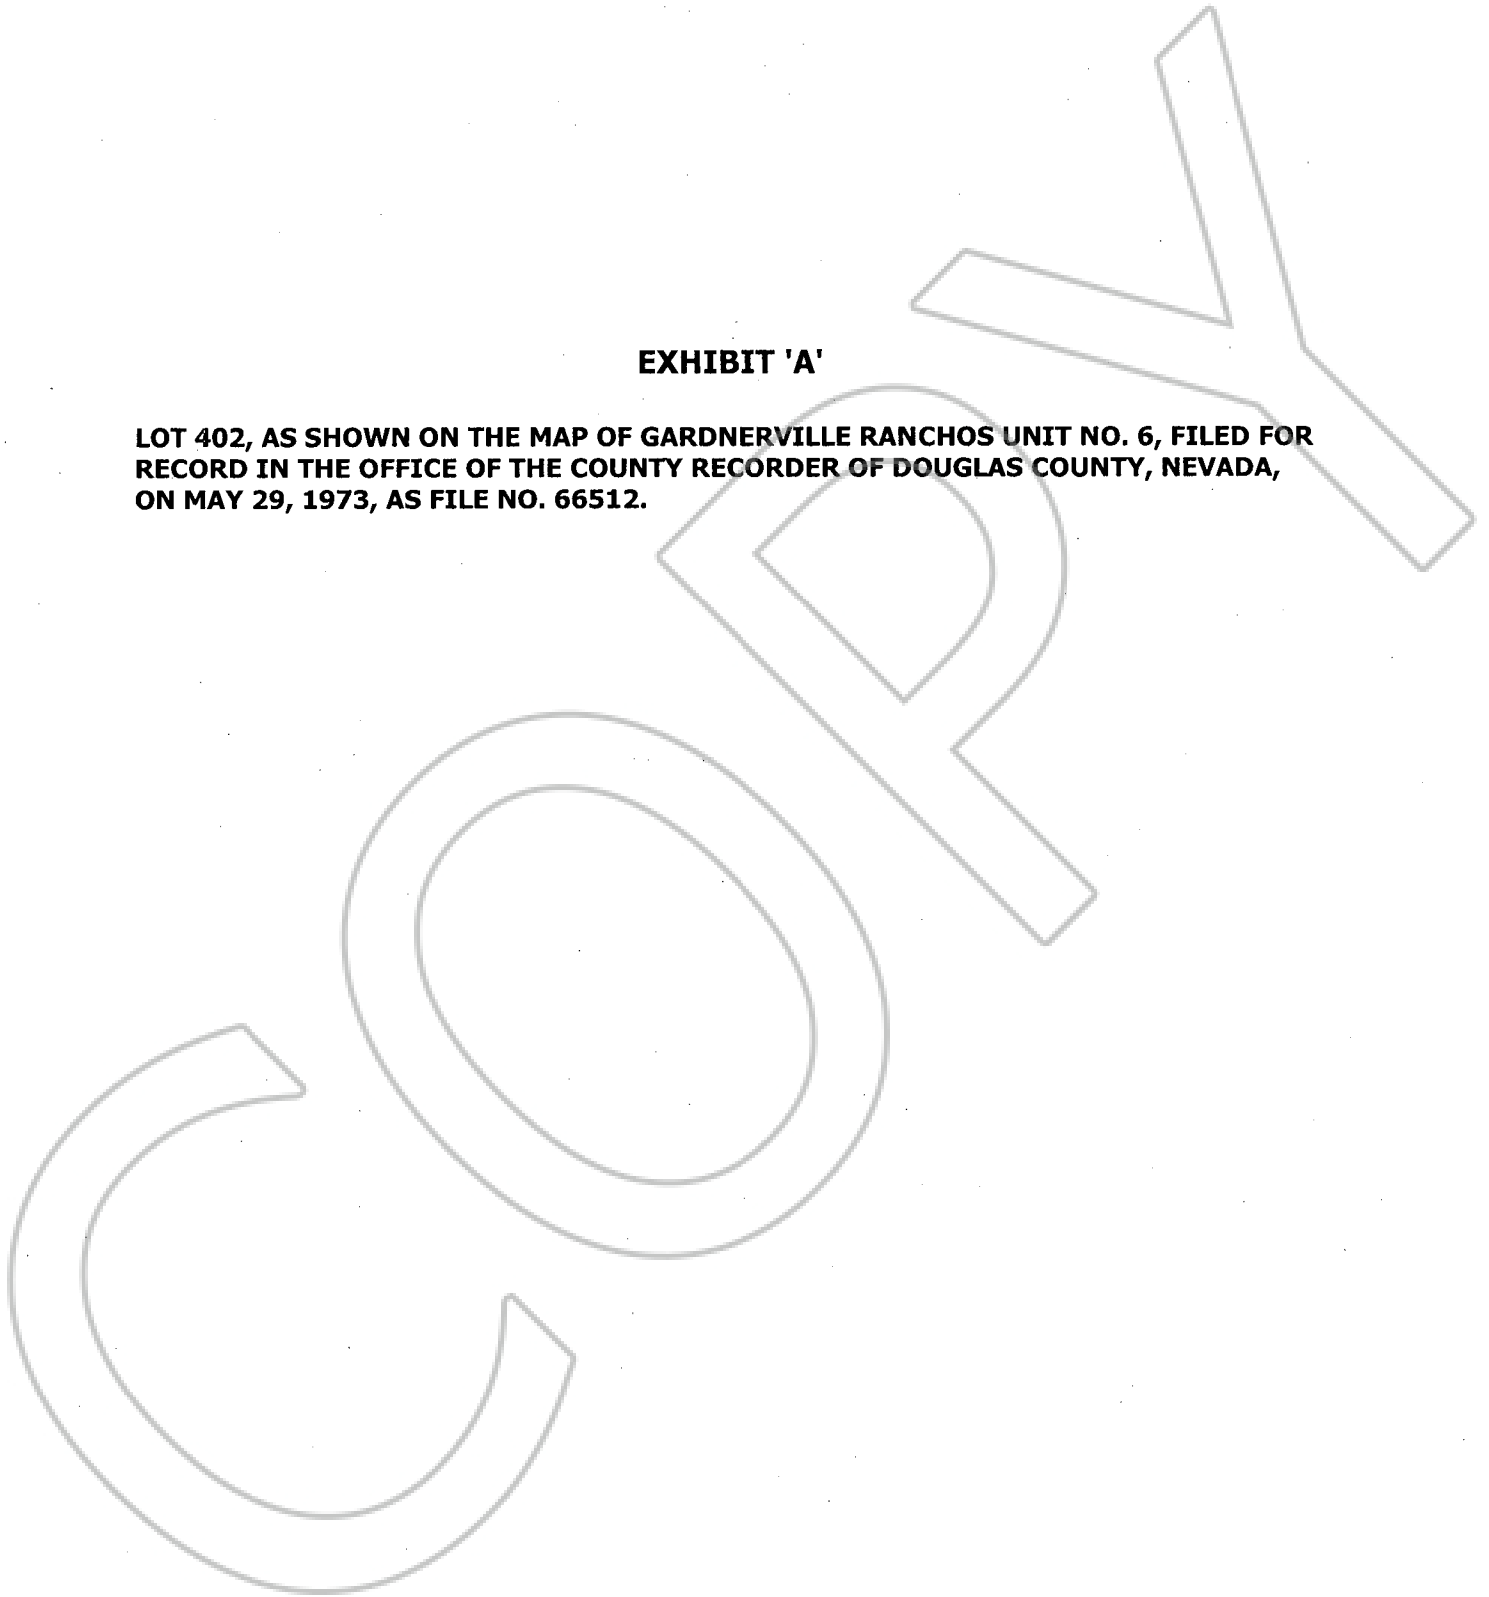 EXHIBIT 'A'
LOT 402, AS SHOWN ON THE MAP OF GARDNERVILLE RANCHOS UNIT NO. 6, FILED FOR
RECORD IN THE OFFICE OF THE COUNTY RECORDER OF DOUGLAS COUNTY, NEVADA,
ON MAY 29, 1973, AS FILE NO. 66512.
COPY